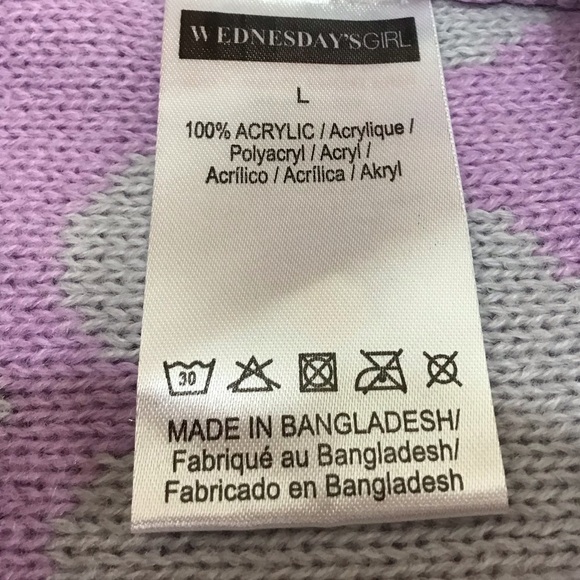 WEDNESDAY'SGIRL
L
100% ACRYLIC / Acrylique /
Polyacryl / Acryl /
Acrílico / Acrílica / Akryl
30
MADE IN BANGLADESH/
Fabriqué au Bangladesh/
Fabricado en Bangladesh